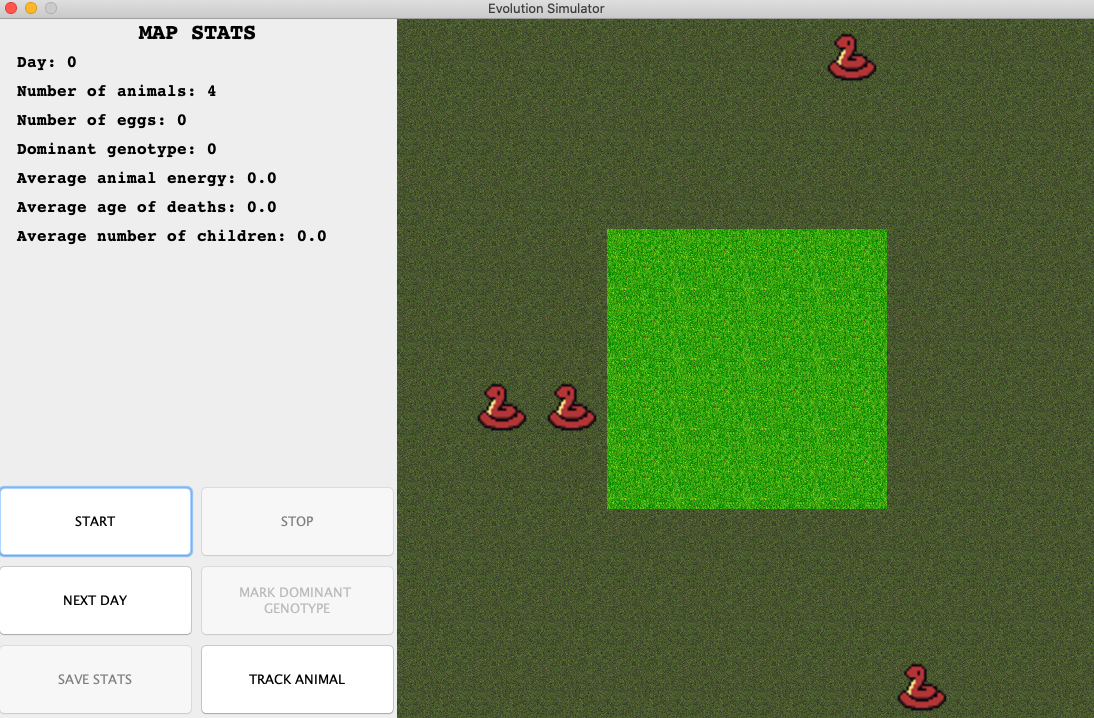 Evolution Simulator
MAP STATS
Day: 0
Number of animals: 4
Number of eggs: 0
Dominant genotype: 0
Average animal energy: 0.0
Average age of deaths: 0.0
Average number of children: 0.0
START
STOP
NEXT DAY
MARK DOMINANT
GENOTYPE
SAVE STATS
TRACK ANIMAL